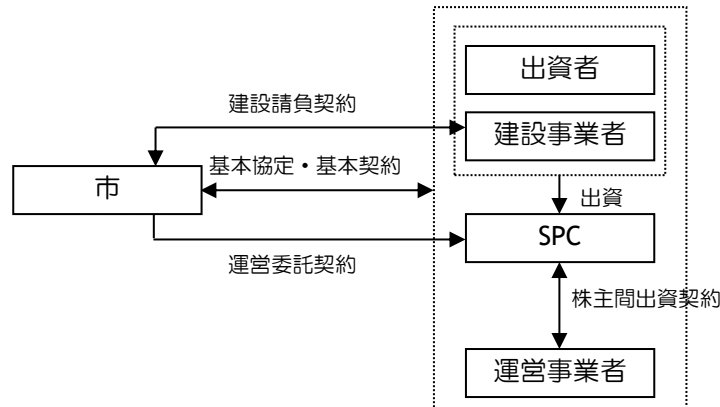 出資者
建設請負契約
建設事業者
基本協定・基本契約
市
出資
SPC
運営委託契約
株主間出資契約
運営事業者